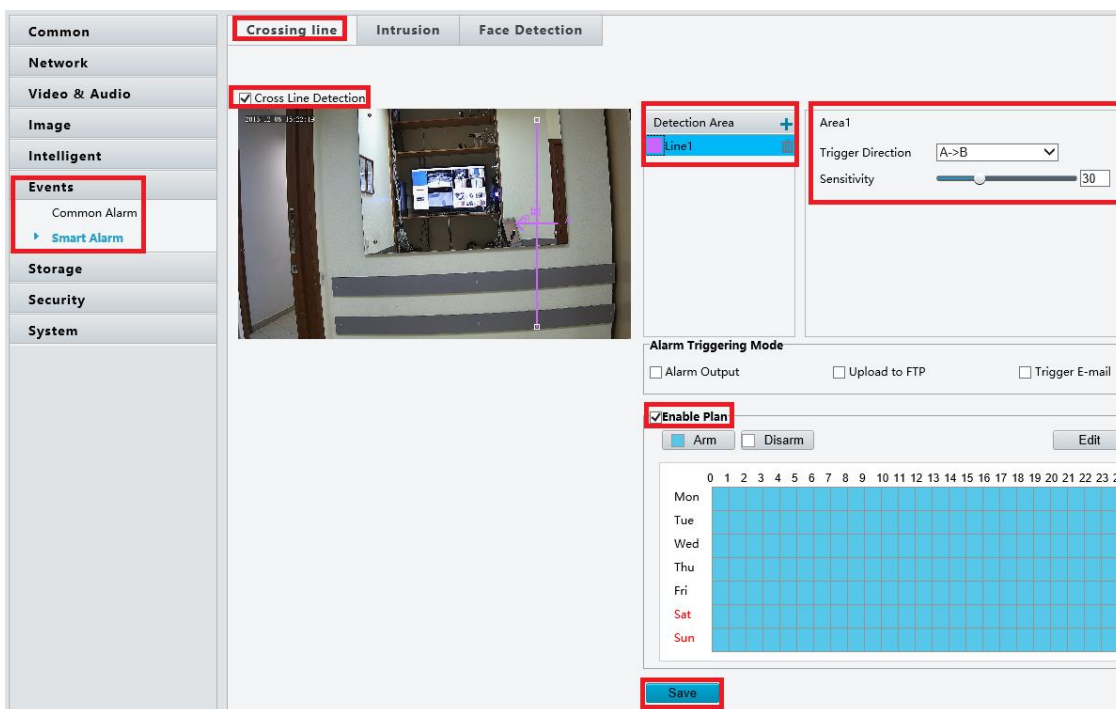 Common
Network
Video & Audio
Image
Intelligent
Events
Common Alarm
Smart Alarm
Storage
Security
System
Crossing line
Intrusion
Face Detection
Cross Line Detection
Detection Area
Line1
Area1
Trigger Direction A->B
Sensitivity 30
Alarm Triggering Mode
Alarm Output Upload to FTP Trigger E-mail
Enable Plan
Arm Disarm Edit
0 1 2 3 4 5 6 7 8 9 10 11 12 13 14 15 16 17 18 19 20 21 22 23
Mon
Tue
Wed
Thu
Fri
Sat
Sun
Save